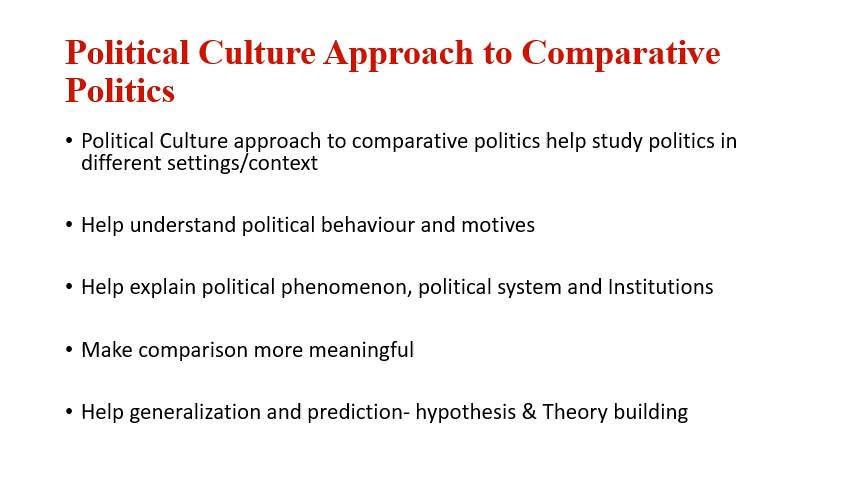 Political Culture Approach to Comparative
Politics
• Political Culture approach to comparative politics help study politics in
different settings/context
• Help understand political behaviour and motives
• Help explain political phenomenon, political system and Institutions
• Make comparison more meaningful
• Help generalization and prediction- hypothesis & Theory building